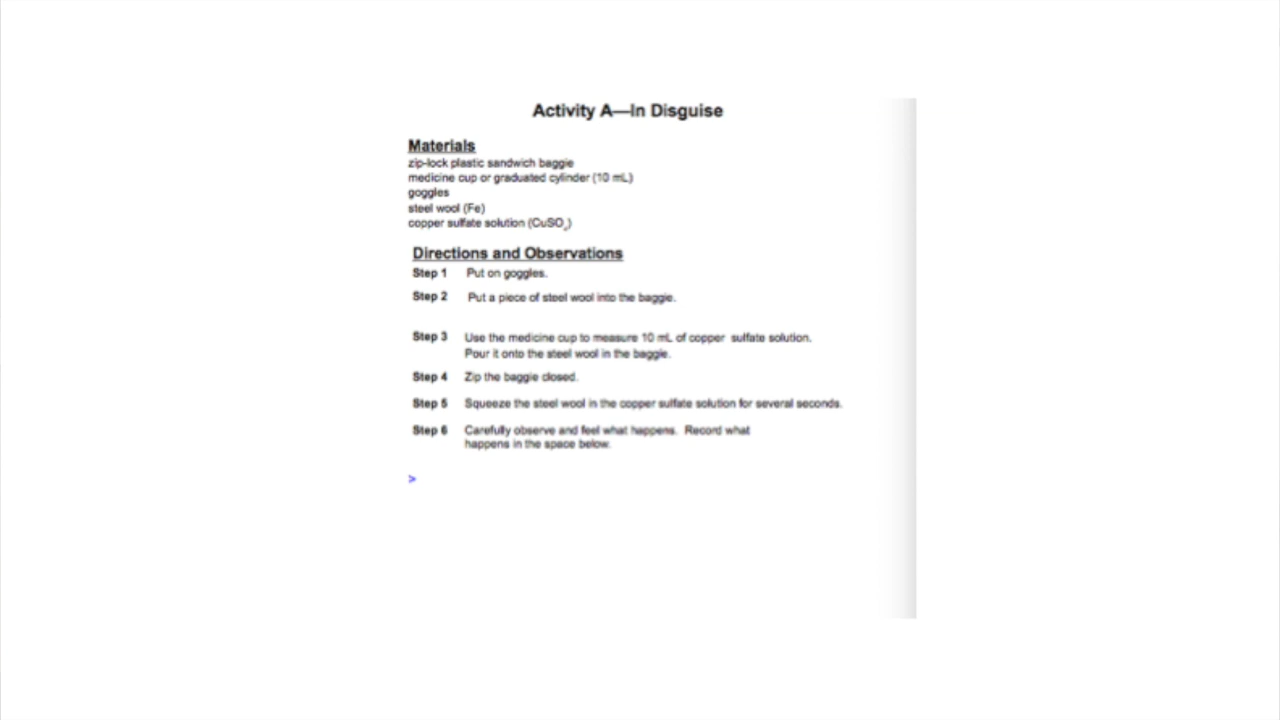 Activity A—In Disguise
Materials
zip-lock plastic sandwich baggie
medicine cup or graduated cylinder (10 mL)
goggles
steel wool (Fe)
copper sulfate solution (CuSO₄)
Directions and Observations
Step 1 Put on goggles.
Step 2 Put a piece of steel wool into the baggie.
Step 3 Use the medicine cup to measure 10 mL of copper sulfate solution.
Pour it onto the steel wool in the baggie.
Step 4 Zip the baggie closed.
Step 5 Squeeze the steel wool in the copper sulfate solution for several seconds.
Step 6 Carefully observe and feel what happens. Record what
happens in the space below.
>